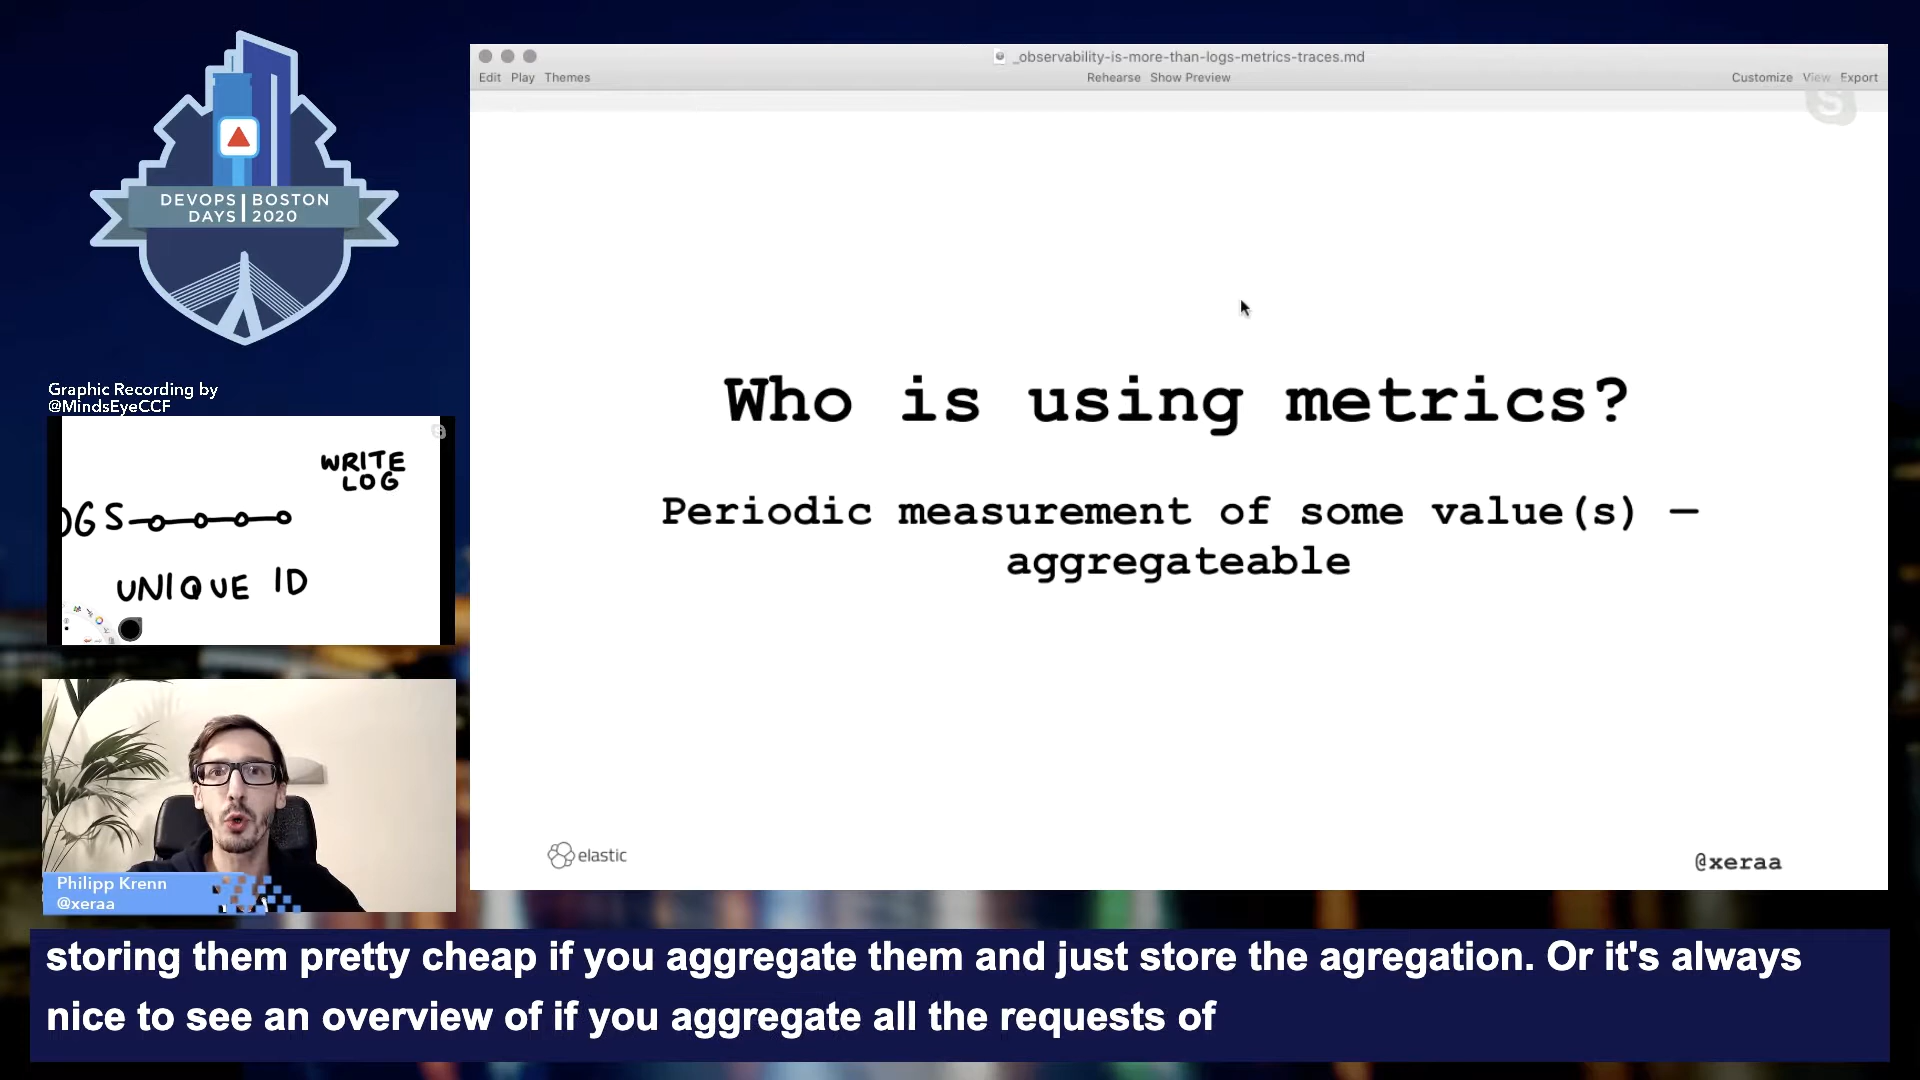 DEVOPS BOSTON
DAYS 2020
Graphic Recording by
@MindsEyeCCF
WRITE
LOG
OGS
UNIQUE ID
Philipp Krenn
@xeraa
_observability-is-more-than-logs-metrics-traces.md
Edit Play Themes Rehearse Show Preview Customize View Export
Who is using metrics?
Periodic measurement of some value(s) —
aggregateable
elastic
@xeraa
storing them pretty cheap if you aggregate them and just store the agregation. Or it's always
nice to see an overview of if you aggregate all the requests of